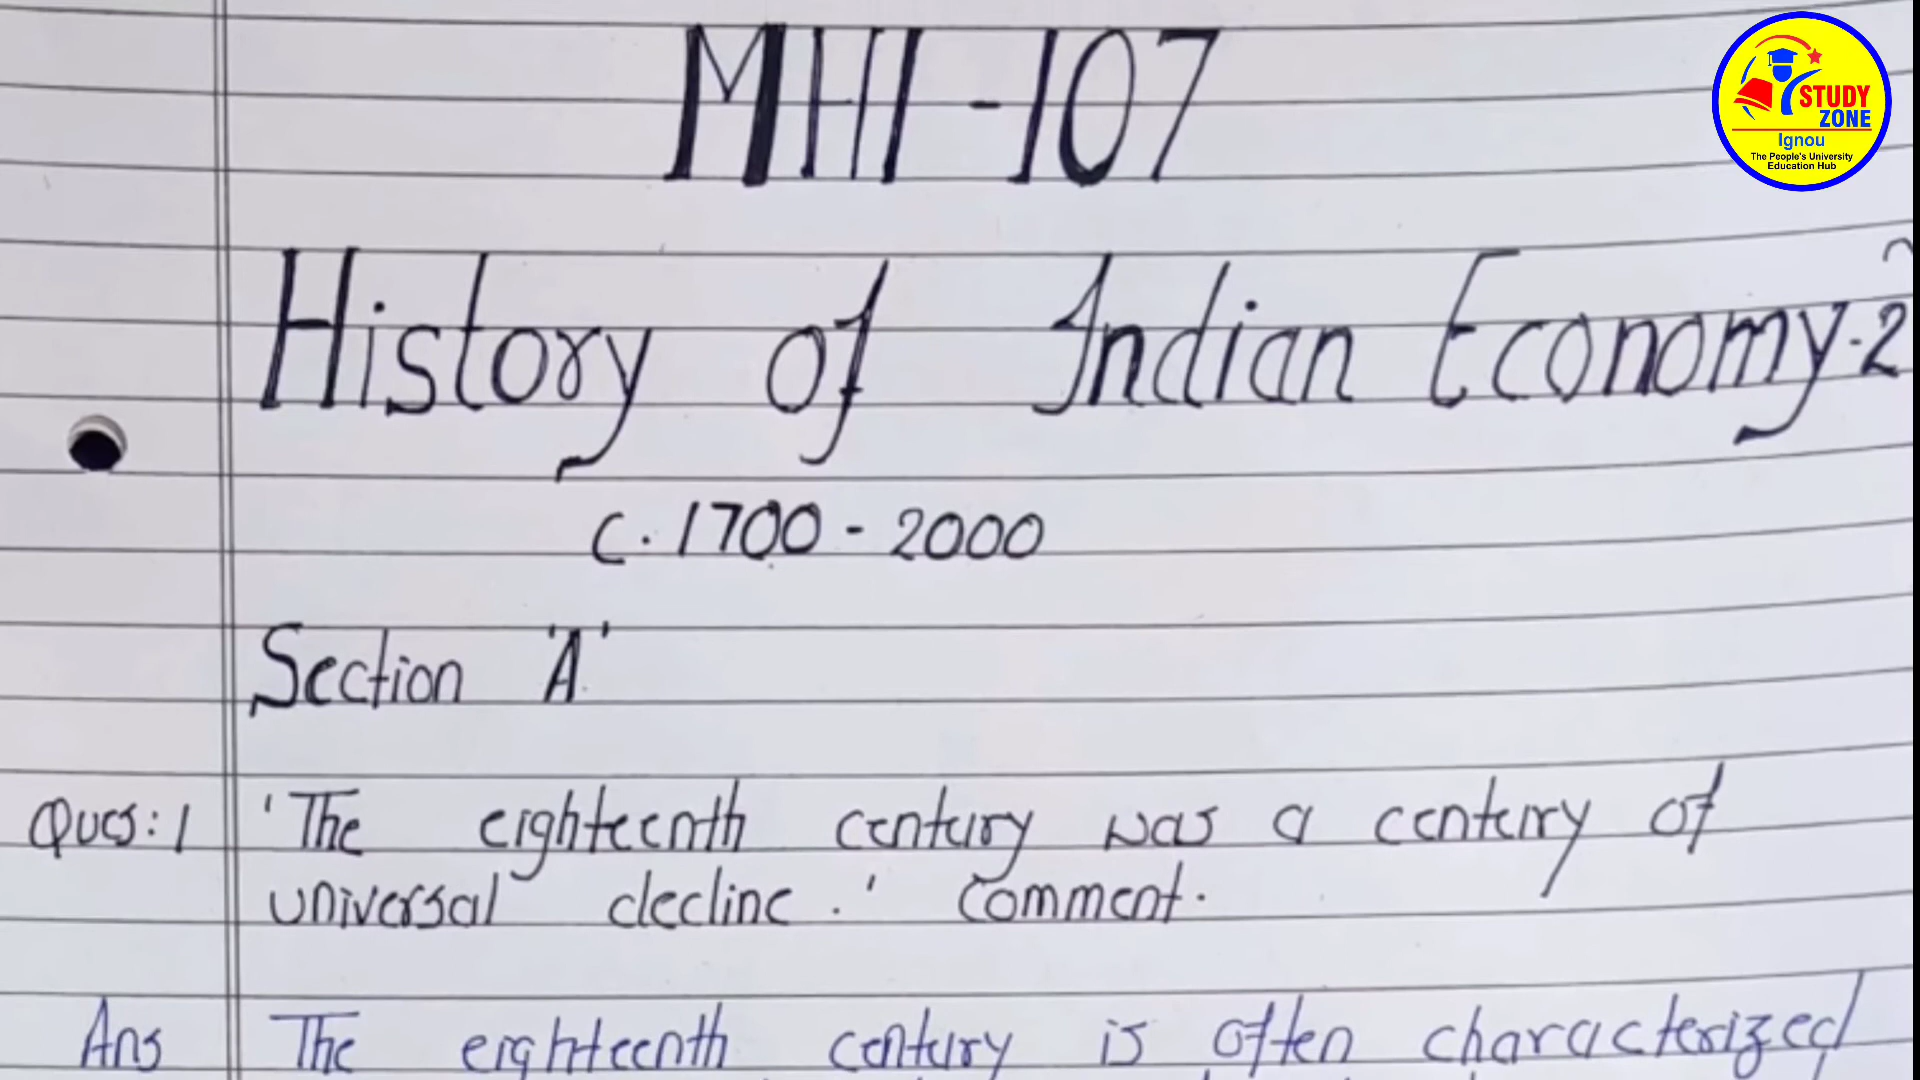 MHI-107
STUDY
ZONE
Ignou
The People's University
Education Hub
History of Indian Economy-2
c. 1700 - 2000
Section 'A'
Ques: 1 'The eighteenth century was a century of
universal decline.' Comment.
Ans The eighteenth century is often characterized